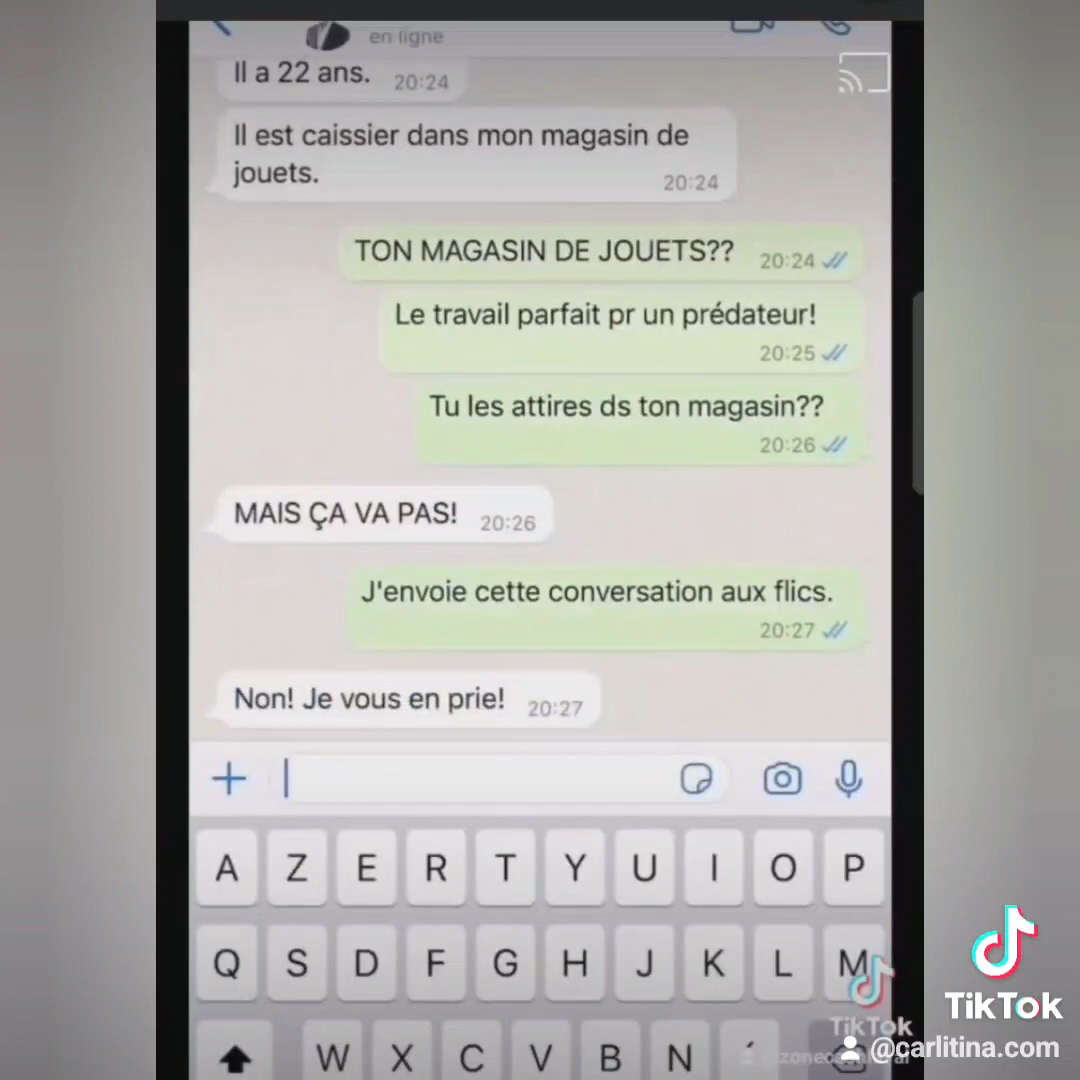 en ligne
Il a 22 ans. 20:24
Il est caissier dans mon magasin de
jouets.
20:24
TON MAGASIN DE JOUETS?? 20:24
Le travail parfait pr un prédateur!
20:25
Tu les attires ds ton magasin??
20:26
MAIS ÇA VA PAS! 20:26
J'envoie cette conversation aux flics.
20:27
Non! Je vous en prie! 20:27
A Z E R T Y U I O P
Q S D F G H J K L M
W X C V B N ´
TikTok
TikTok
@carlitina.com